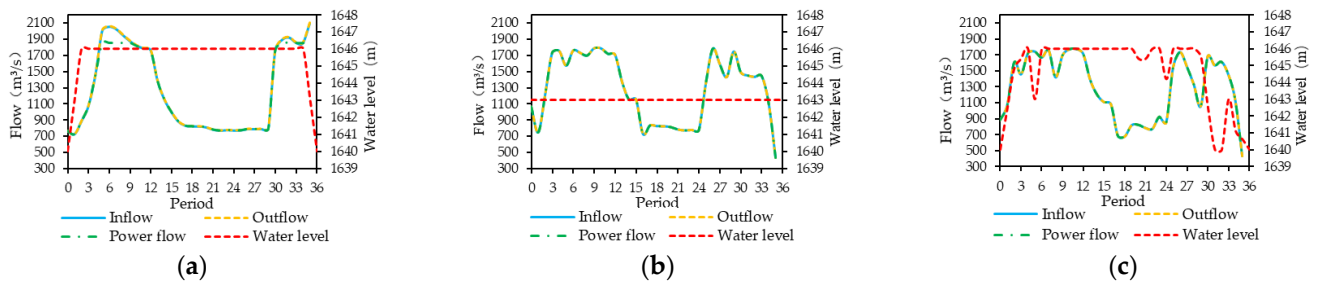 (a)
Flow (m³/s)
2100
1900
1700
1500
1300
1100
900
700
500
300
1648
1647
1646
1645
1644
1643
1642
1641
1640
1639
Water level (m)
0 3 6 9 12 15 18 21 24 27 30 33 36
Period
Inflow Outflow
Power flow Water level
(b)
Flow (m³/s)
2100
1900
1700
1500
1300
1100
900
700
500
300
1648
1647
1646
1645
1644
1643
1642
1641
1640
1639
Water level (m)
0 3 6 9 12 15 18 21 24 27 30 33 36
Period
Inflow Outflow
Power flow Water level
(c)
Flow (m³/s)
2100
1900
1700
1500
1300
1100
900
700
500
300
1648
1647
1646
1645
1644
1643
1642
1641
1640
1639
Water level (m)
0 3 6 9 12 15 18 21 24 27 30 33 36
Period
Inflow Outflow
Power flow Water level
(a) (b) (c)